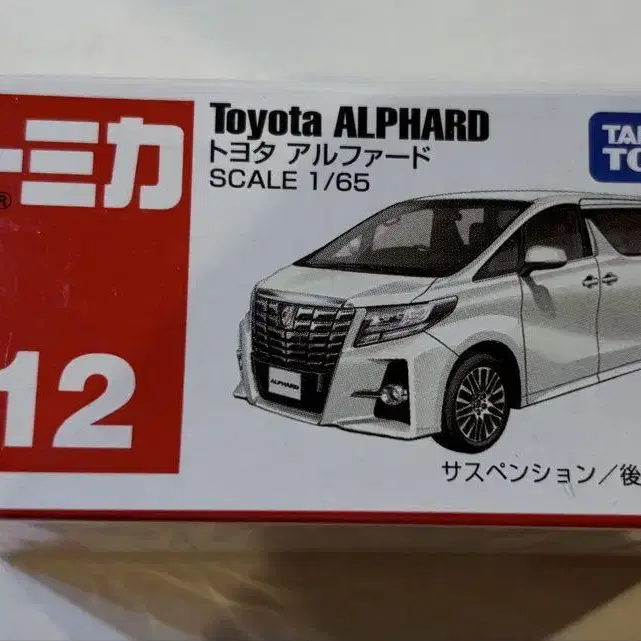 ーミカ
®
12
Toyota ALPHARD
トヨタ アルファード
SCALE 1/65
TA
TO
ALPHARD
サスペンション/後